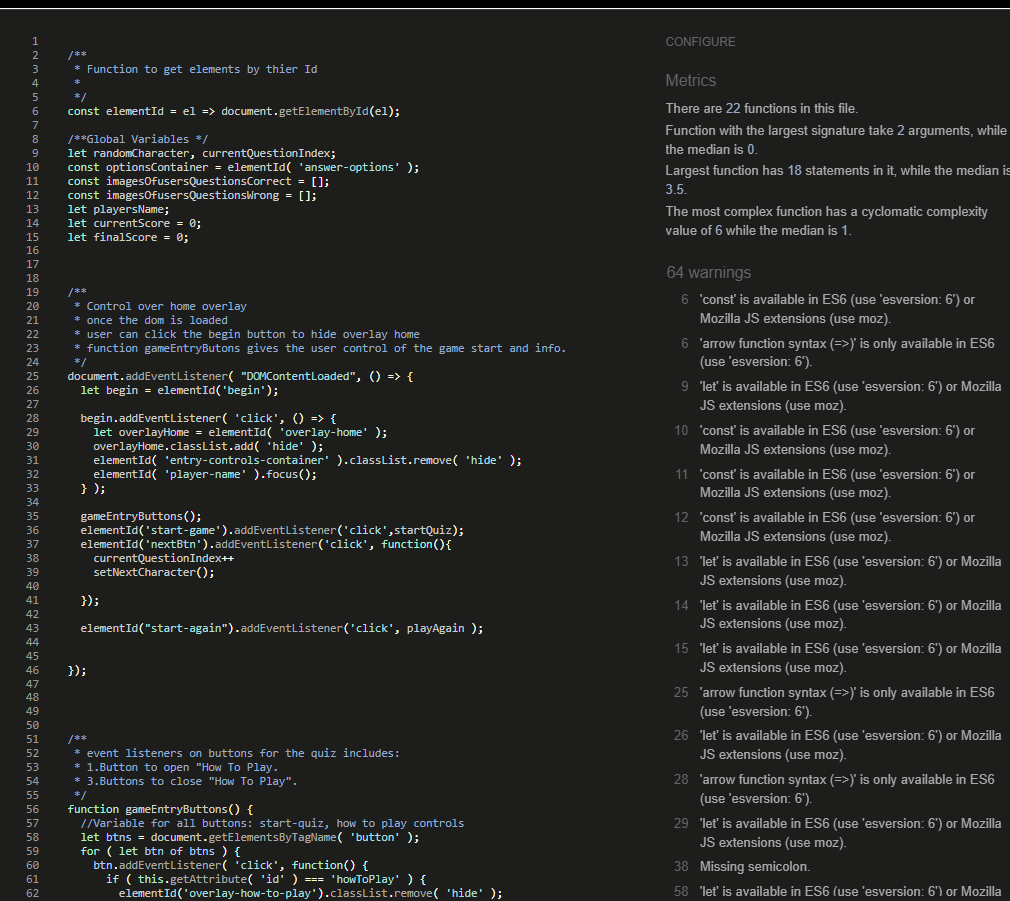 1
2 /**
3 * Function to get elements by thier Id
4 *
5 */
6 const elementId = el => document.getElementById(el);
7
8 /**Global Variables */
9 let randomCharacter, currentQuestionIndex;
10 const optionsContainer = elementId( 'answer-options' );
11 const imagesOfusersQuestionsCorrect = [];
12 const imagesOfusersQuestionsWrong = [];
13 let playersName;
14 let currentScore = 0;
15 let finalScore = 0;
16
17
18
19 /**
20 * Control over home overlay
21 * once the dom is loaded
22 * user can click the begin button to hide overlay home
23 * function gameEntryButons gives the user control of the game start and info.
24 */
25 document.addEventListener( "DOMContentLoaded", () => {
26 let begin = elementId('begin');
27
28 begin.addEventListener( 'click', () => {
29 let overlayHome = elementId( 'overlay-home' );
30 overlayHome.classList.add( 'hide' );
31 elementId( 'entry-controls-container' ).classList.remove( 'hide' );
32 elementId( 'player-name' ).focus();
33 } );
34
35 gameEntryButtons();
36 elementId('start-game').addEventListener('click',startQuiz);
37 elementId('nextBtn').addEventListener('click', function(){
38 currentQuestionIndex++
39 setNextCharacter();
40
41 });
42
43 elementId("start-again").addEventListener('click', playAgain );
44
45
46 });
47
48
49
50
51 /**
52 * event listeners on buttons for the quiz includes:
53 * 1.Button to open "How To Play.
54 * 3.Buttons to close "How To Play".
55 */
56 function gameEntryButtons() {
57 //Variable for all buttons: start-quiz, how to play controls
58 let btns = document.getElementsByTagName( 'button' );
59 for ( let btn of btns ) {
60 btn.addEventListener( 'click', function() {
61 if ( this.getAttribute( 'id' ) === 'howToPlay' ) {
62 elementId('overlay-how-to-play').classList.remove( 'hide' );
CONFIGURE
Metrics
There are 22 functions in this file.
Function with the largest signature take 2 arguments, while
the median is 0.
Largest function has 18 statements in it, while the median is
3.5.
The most complex function has a cyclomatic complexity
value of 6 while the median is 1.
64 warnings
6 'const' is available in ES6 (use 'esversion: 6') or
Mozilla JS extensions (use moz).
6 'arrow function syntax (=>)' is only available in ES6
(use 'esversion: 6').
9 'let' is available in ES6 (use 'esversion: 6') or Mozilla
JS extensions (use moz).
10 'const' is available in ES6 (use 'esversion: 6') or
Mozilla JS extensions (use moz).
11 'const' is available in ES6 (use 'esversion: 6') or
Mozilla JS extensions (use moz).
12 'const' is available in ES6 (use 'esversion: 6') or
Mozilla JS extensions (use moz).
13 'let' is available in ES6 (use 'esversion: 6') or Mozilla
JS extensions (use moz).
14 'let' is available in ES6 (use 'esversion: 6') or Mozilla
JS extensions (use moz).
15 'let' is available in ES6 (use 'esversion: 6') or Mozilla
JS extensions (use moz).
25 'arrow function syntax (=>)' is only available in ES6
(use 'esversion: 6').
26 'let' is available in ES6 (use 'esversion: 6') or Mozilla
JS extensions (use moz).
28 'arrow function syntax (=>)' is only available in ES6
(use 'esversion: 6').
29 'let' is available in ES6 (use 'esversion: 6') or Mozilla
JS extensions (use moz).
38 Missing semicolon.
58 'let' is available in ES6 (use 'esversion: 6') or Mozilla